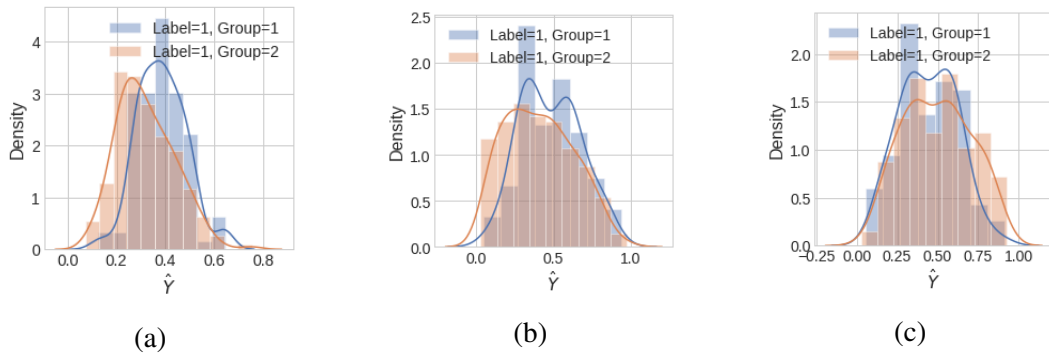 Label=1, Group=1
Label=1, Group=2
4
3
2
1
0
Density
0.0 0.2 0.4 0.6 0.8
Ŷ
(a)
Label=1, Group=1
Label=1, Group=2
2.5
2.0
1.5
1.0
0.5
0.0
Density
0.0 0.5 1.0
Ŷ
(b)
Label=1, Group=1
Label=1, Group=2
2.0
1.5
1.0
0.5
0.0
Density
−0.25 0.00 0.25 0.50 0.75 1.00
Ŷ
(c)